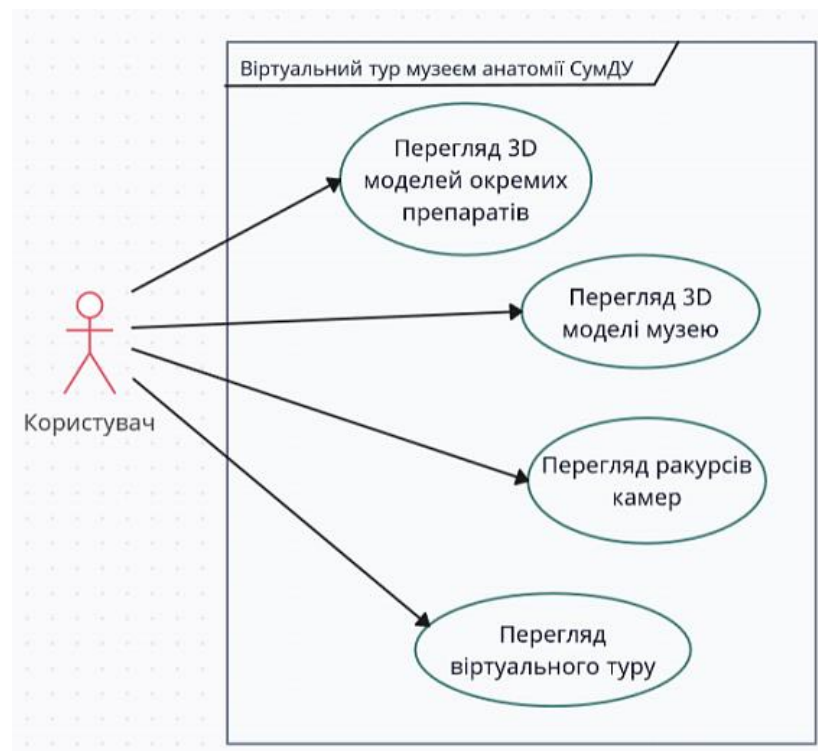 Віртуальний тур музеєм анатомії СумДУ
Перегляд 3D
моделей окремих
препаратів
Перегляд 3D
моделі музею
Користувач
Перегляд ракурсів
камер
Перегляд
віртуального туру